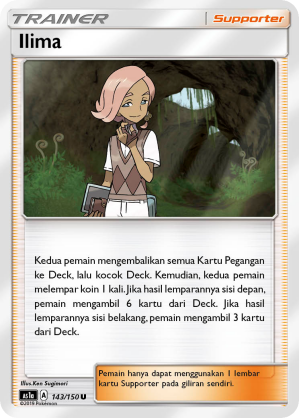 TRAINER Supporter
Ilima
Kedua pemain mengembalikan semua Kartu Pegangan
ke Deck, lalu kocok Deck. Kemudian, kedua pemain
melempar koin 1 kali. Jika hasil lemparannya sisi depan,
pemain mengambil 6 kartu dari Deck. Jika hasil
lemparannya sisi belakang, pemain mengambil 3 kartu
dari Deck.
Pemain hanya dapat menggunakan 1 lembar
kartu Supporter pada giliran sendiri.
Illus. Ken Sugimori
AS1a A 143/150 U
©2019 Pokémon